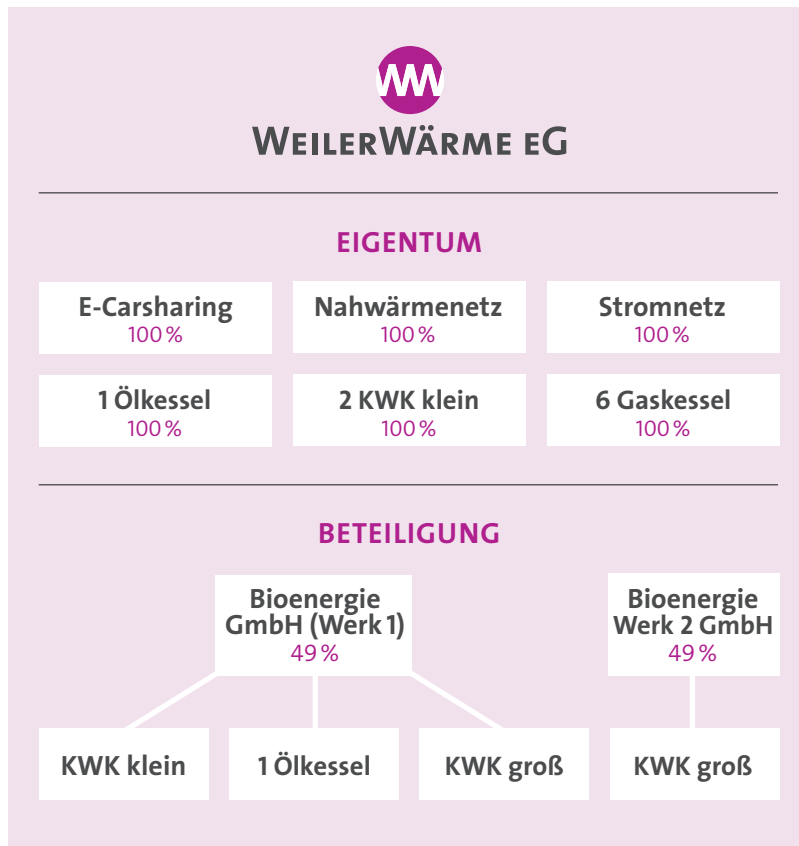 WW
WEILERWÄRME EG
EIGENTUM
E-Carsharing
100 %
Nahwärmenetz
100 %
Stromnetz
100 %
1 Ölkessel
100 %
2 KWK klein
100 %
6 Gaskessel
100 %
BETEILIGUNG
Bioenergie
GmbH (Werk 1)
49 %
Bioenergie
Werk 2 GmbH
49 %
KWK klein
1 Ölkessel
KWK groß
KWK groß